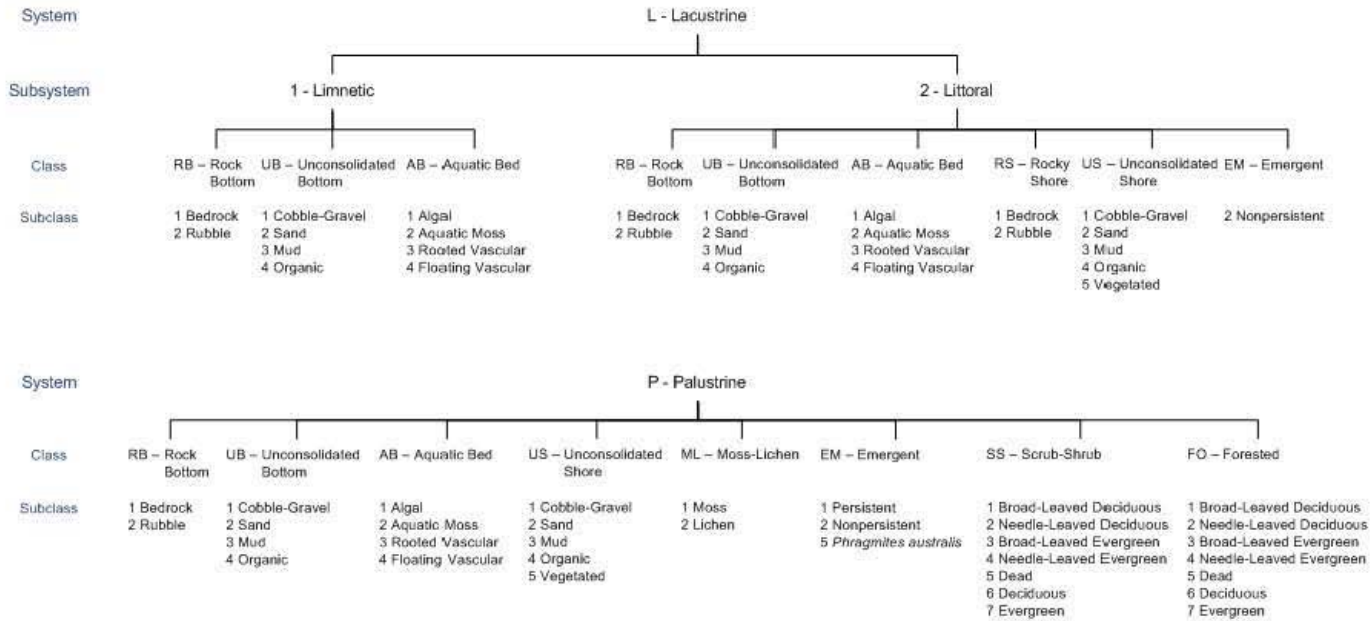 System L - Lacustrine
Subsystem 1 - Limnetic 2 - Littoral
Class RB – Rock Bottom UB – Unconsolidated Bottom AB – Aquatic Bed RB – Rock Bottom UB – Unconsolidated Bottom AB – Aquatic Bed RS – Rocky Shore US – Unconsolidated Shore EM – Emergent
Subclass 1 Bedrock 1 Cobble-Gravel 1 Algal 1 Bedrock 1 Cobble-Gravel 1 Algal 1 Bedrock 1 Cobble-Gravel 2 Nonpersistent
2 Rubble 2 Sand 2 Aquatic Moss 2 Rubble 2 Sand 2 Aquatic Moss 2 Rubble 2 Sand
3 Mud 3 Rooted Vascular 3 Mud 3 Rooted Vascular 3 Mud
4 Organic 4 Floating Vascular 4 Organic 4 Floating Vascular 4 Organic
5 Vegetated
System P - Palustrine
Class RB – Rock Bottom UB – Unconsolidated Bottom AB – Aquatic Bed US – Unconsolidated Shore ML – Moss-Lichen EM – Emergent SS – Scrub-Shrub FO – Forested
Subclass 1 Bedrock 1 Cobble-Gravel 1 Algal 1 Cobble-Gravel 1 Moss 1 Persistent 1 Broad-Leaved Deciduous 1 Broad-Leaved Deciduous
2 Rubble 2 Sand 2 Aquatic Moss 2 Sand 2 Lichen 2 Nonpersistent 2 Needle-Leaved Deciduous 2 Needle-Leaved Deciduous
3 Mud 3 Rooted Vascular 3 Mud 5 Phragmites australis 3 Broad-Leaved Evergreen 3 Broad-Leaved Evergreen
4 Organic 4 Floating Vascular 4 Organic 4 Needle-Leaved Evergreen 4 Needle-Leaved Evergreen
5 Vegetated 5 Dead 5 Dead
6 Deciduous 6 Deciduous
7 Evergreen 7 Evergreen